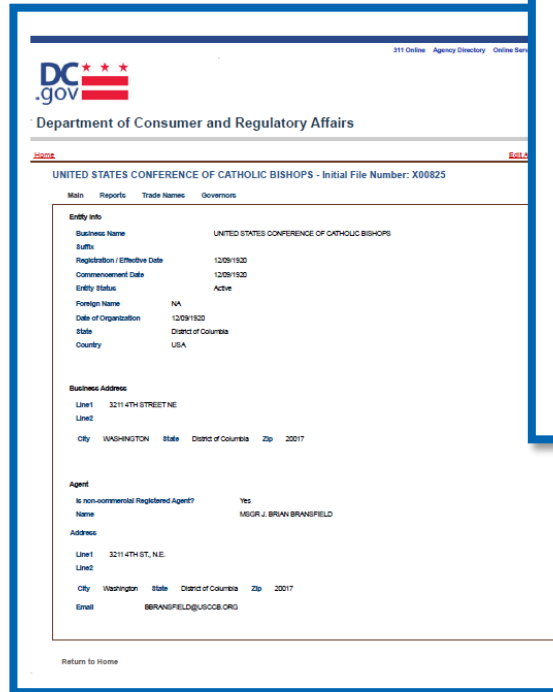 311 Online Agency Directory Online Serv
DC
.gov
Department of Consumer and Regulatory Affairs
Home Edit A
UNITED STATES CONFERENCE OF CATHOLIC BISHOPS - Initial File Number: X00825
Main Reports Trade Names Governors
Entity Info
Business Name UNITED STATES CONFERENCE OF CATHOLIC BISHOPS
Suffix
Registration / Effective Date 12/09/1920
Commencement Date 12/09/1920
Entity Status Active
Foreign Name NA
Date of Organization 12/09/1920
State District of Columbia
Country USA
Business Address
Line1 3211 4TH STREET NE
Line2
City WASHINGTON State District of Columbia Zip 20017
Agent
Is non-commercial Registered Agent? Yes
Name MSGR J. BRIAN BRANSFIELD
Address
Line1 3211 4TH ST., N.E.
Line2
City Washington State District of Columbia Zip 20017
Email BBRANSFIELD@USCCB.ORG
Return to Home